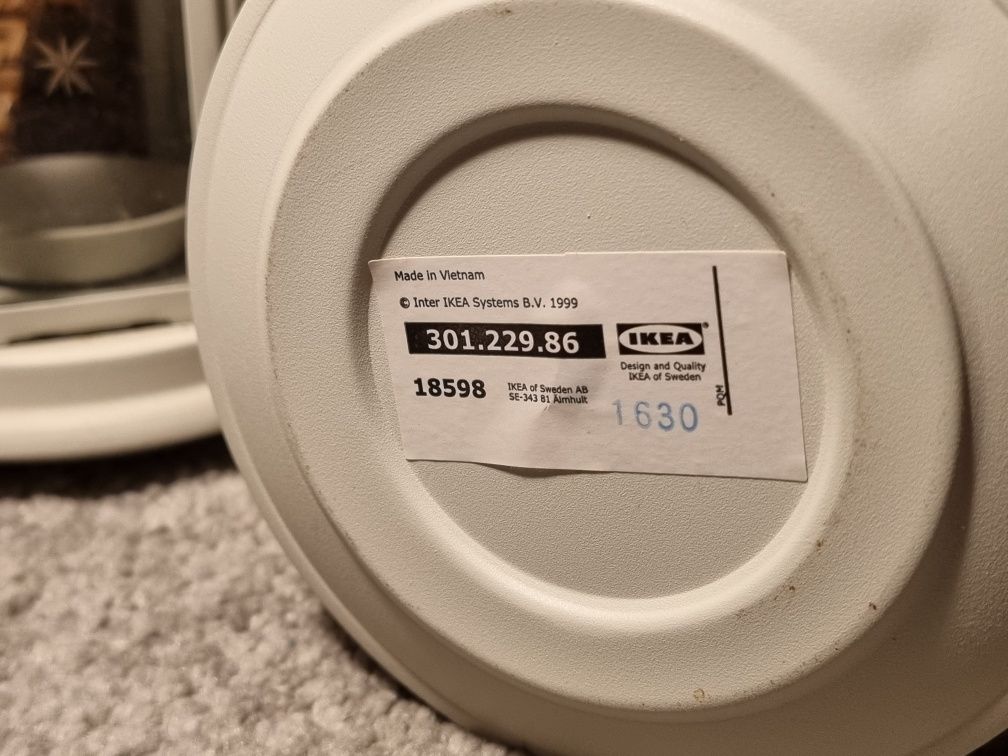 Made in Vietnam
© Inter IKEA Systems B.V. 1999
301.229.86
IKEA®
Design and Quality
IKEA of Sweden
18598
IKEA of Sweden AB
SE-343 81 Älmhult
1630
PQM